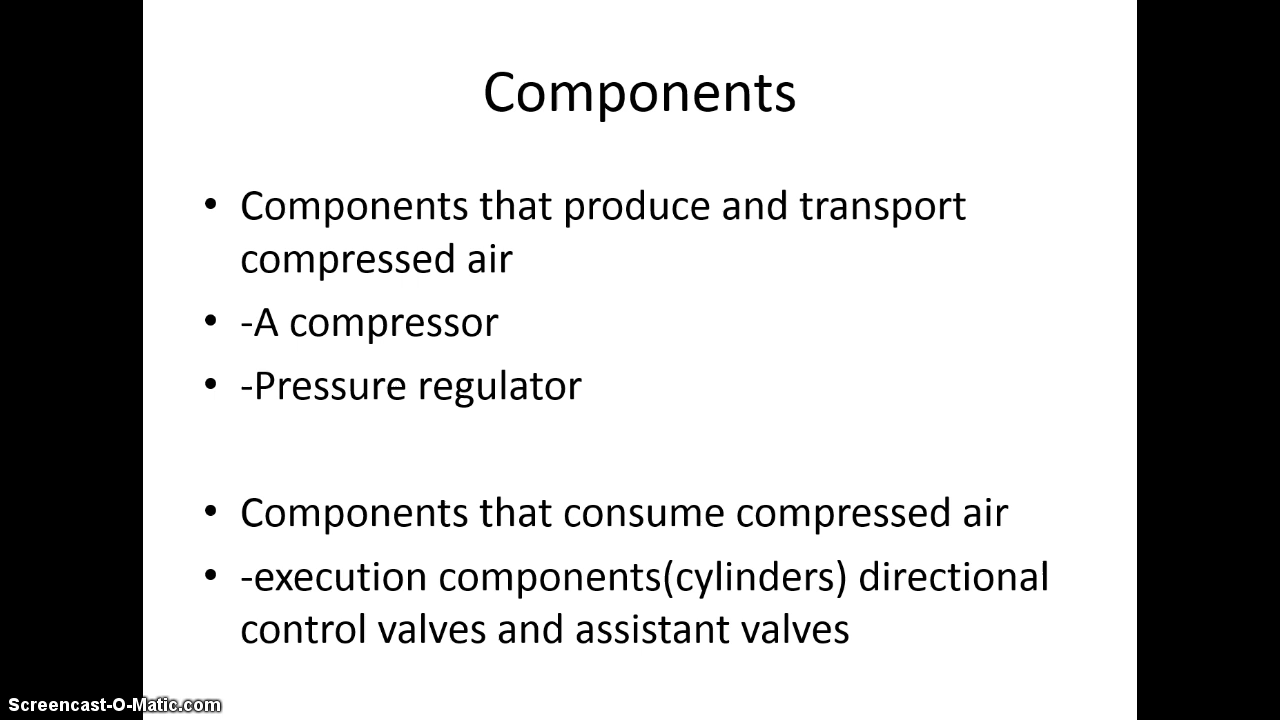 Components
• Components that produce and transport
compressed air
• -A compressor
• -Pressure regulator
• Components that consume compressed air
• -execution components(cylinders) directional
control valves and assistant valves
Screencast-O-Matic.com